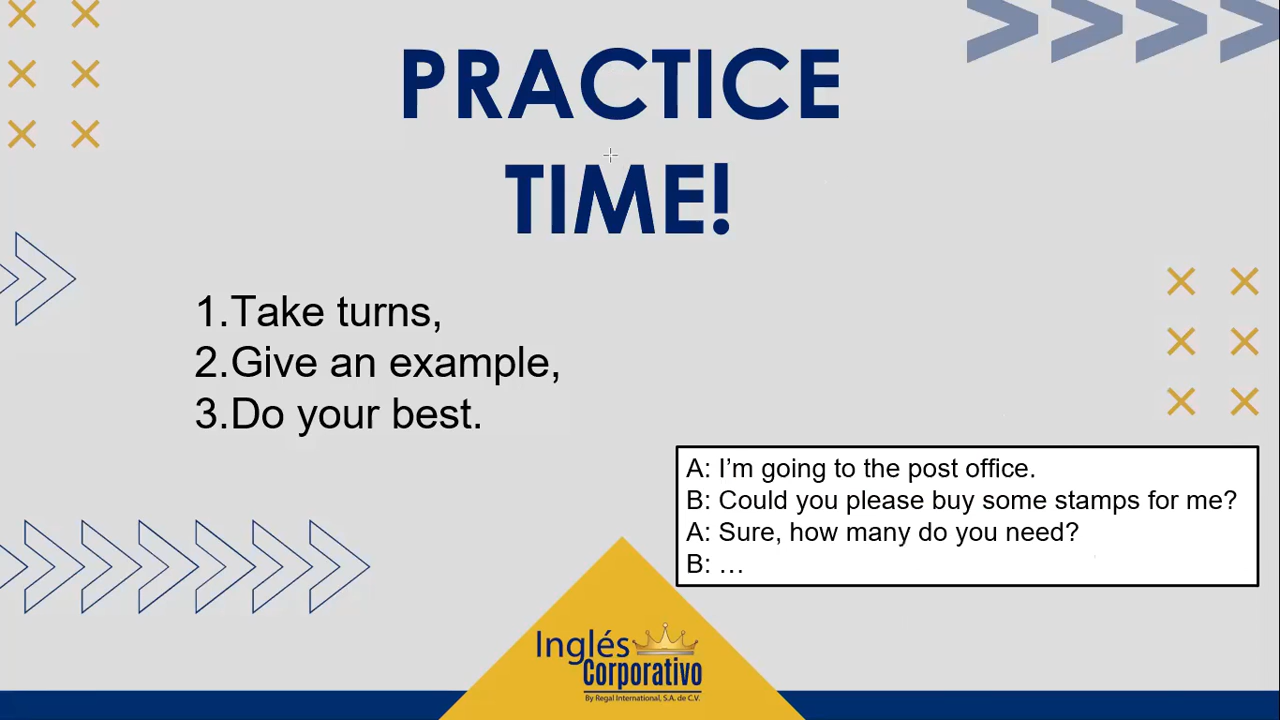 PRACTICE
TIME!
1.Take turns,
2.Give an example,
3.Do your best.
A: I’m going to the post office.
B: Could you please buy some stamps for me?
A: Sure, how many do you need?
B: …
Inglés
Corporativo
By Regal International, S.A. de C.V.